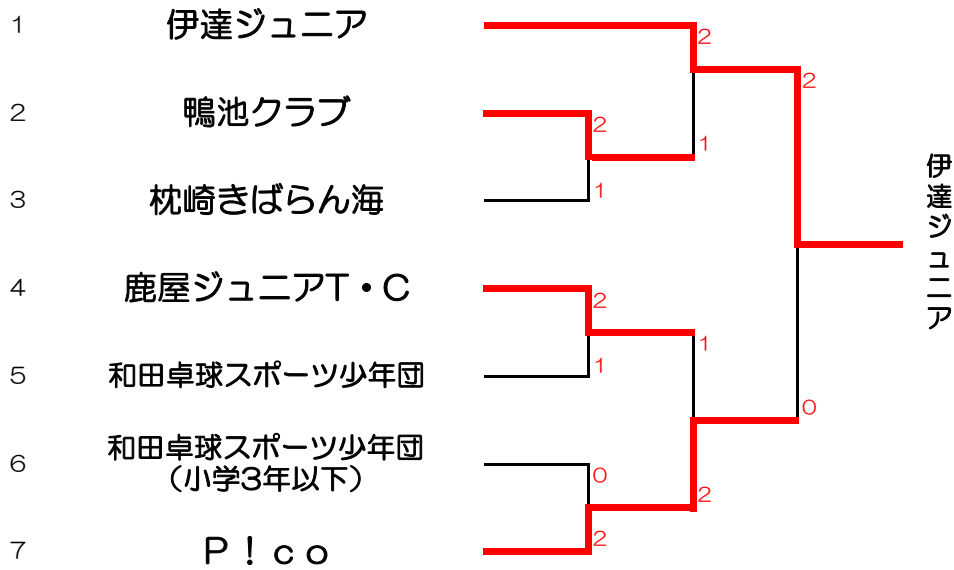 1 伊達ジュニア
2
2 鴨池クラブ
2
2
1
3 枕崎きばらん海
1
伊達ジュニア
4 鹿屋ジュニアT・C
2
1
5 和田卓球スポーツ少年団
1
0
6 和田卓球スポーツ少年団
（小学3年以下）
0
2
7 P！co
2